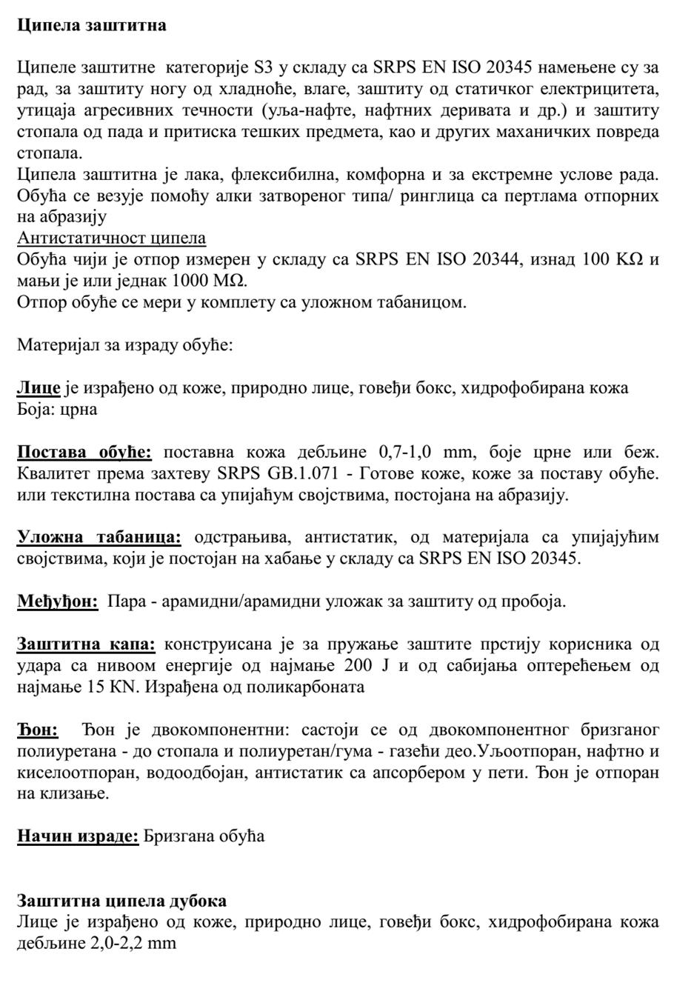 Ципела заштитна
Ципеле заштитне категорије S3 у складу са SRPS EN ISO 20345 намењене су за
рад, за заштиту ногу од хладноће, влаге, заштиту од статичког електрицитета,
утицаја агресивних течности (уља-нафте, нафтних деривата и др.) и заштиту
стопала од пада и притиска тешких предмета, као и других маханичких повреда
стопала.
Ципела заштитна је лака, флексибилна, комфорна и за екстремне услове рада.
Обућа се везује помоћу алки затвореног типа/ ринглица са пертлама отпорних
на абразију
Антистатичност ципела
Обућа чији је отпор измерен у складу са SRPS EN ISO 20344, изнад 100 KΩ и
мањи је или једнак 1000 MΩ.
Отпор обуће се мери у комплету са уложном табаницом.
Материјал за израду обуће:
Лице је израђено од коже, природно лице, говеђи бокс, хидрофобирана кожа
Боја: црна
Постава обуће: поставна кожа дебљине 0,7-1,0 mm, боје црне или беж.
Квалитет према захтеву SRPS GB.1.071 - Готове коже, коже за поставу обуће.
или текстилна постава са упијаћум својствима, постојана на абразију.
Уложна табаница: одстрањива, антистатик, од материјала са упијајућим
својствима, који је постојан на хабање у складу са SRPS EN ISO 20345.
Међуђон: Пара - арамидни/арамидни уложак за заштиту од пробоја.
Заштитна капа: конструисана је за пружање заштите прстију корисника од
удара са нивоом енергије од најмање 200 Ј и од сабијања оптерећењем од
најмање 15 KN. Израђена од поликарбоната
Ђон: Ђон је двокомпонентни: састоји се од двокомпонентног бризганог
полиуретана - до стопала и полиуретан/гума - газећи део.Уљоотпоран, нафтно и
киселоотпоран, водоодбојан, антистатик са апсорбером у пети. Ђон је отпоран
на клизање.
Начин израде: Бризгана обућа
Заштитна ципела дубока
Лице је израђено од коже, природно лице, говеђи бокс, хидрофобирана кожа
дебљине 2,0-2,2 mm